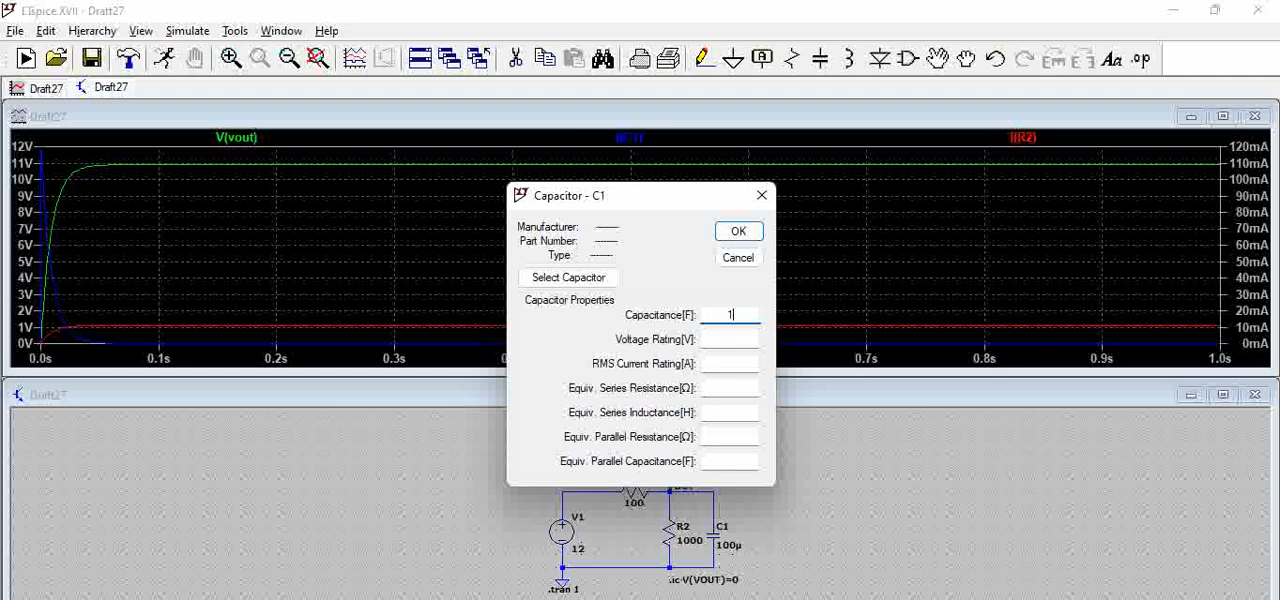 LTspice XVII - Draft27
File Edit Hierarchy View Simulate Tools Window Help
Aa .op
Draft27 Draft27
Draft27
V(vout) I(C1) I(R2)
12V 120mA
11V 110mA
10V 100mA
9V 90mA
8V 80mA
7V 70mA
6V 60mA
5V 50mA
4V 40mA
3V 30mA
2V 20mA
1V 10mA
0V 0mA
0.0s 0.1s 0.2s 0.3s 0.7s 0.8s 0.9s 1.0s
Capacitor - C1
Manufacturer: ------
OK
Part Number: ------
Type: ------
Cancel
Select Capacitor
Capacitor Properties
Capacitance[F]: 1
Voltage Rating[V]:
RMS Current Rating[A]:
Equiv. Series Resistance[Ω]:
Equiv. Series Inductance[H]:
Equiv. Parallel Resistance[Ω]:
Equiv. Parallel Capacitance[F]:
Draft27
100
V1
12
R2
1000
C1
100µ
.ic V(VOUT)=0
.tran 1